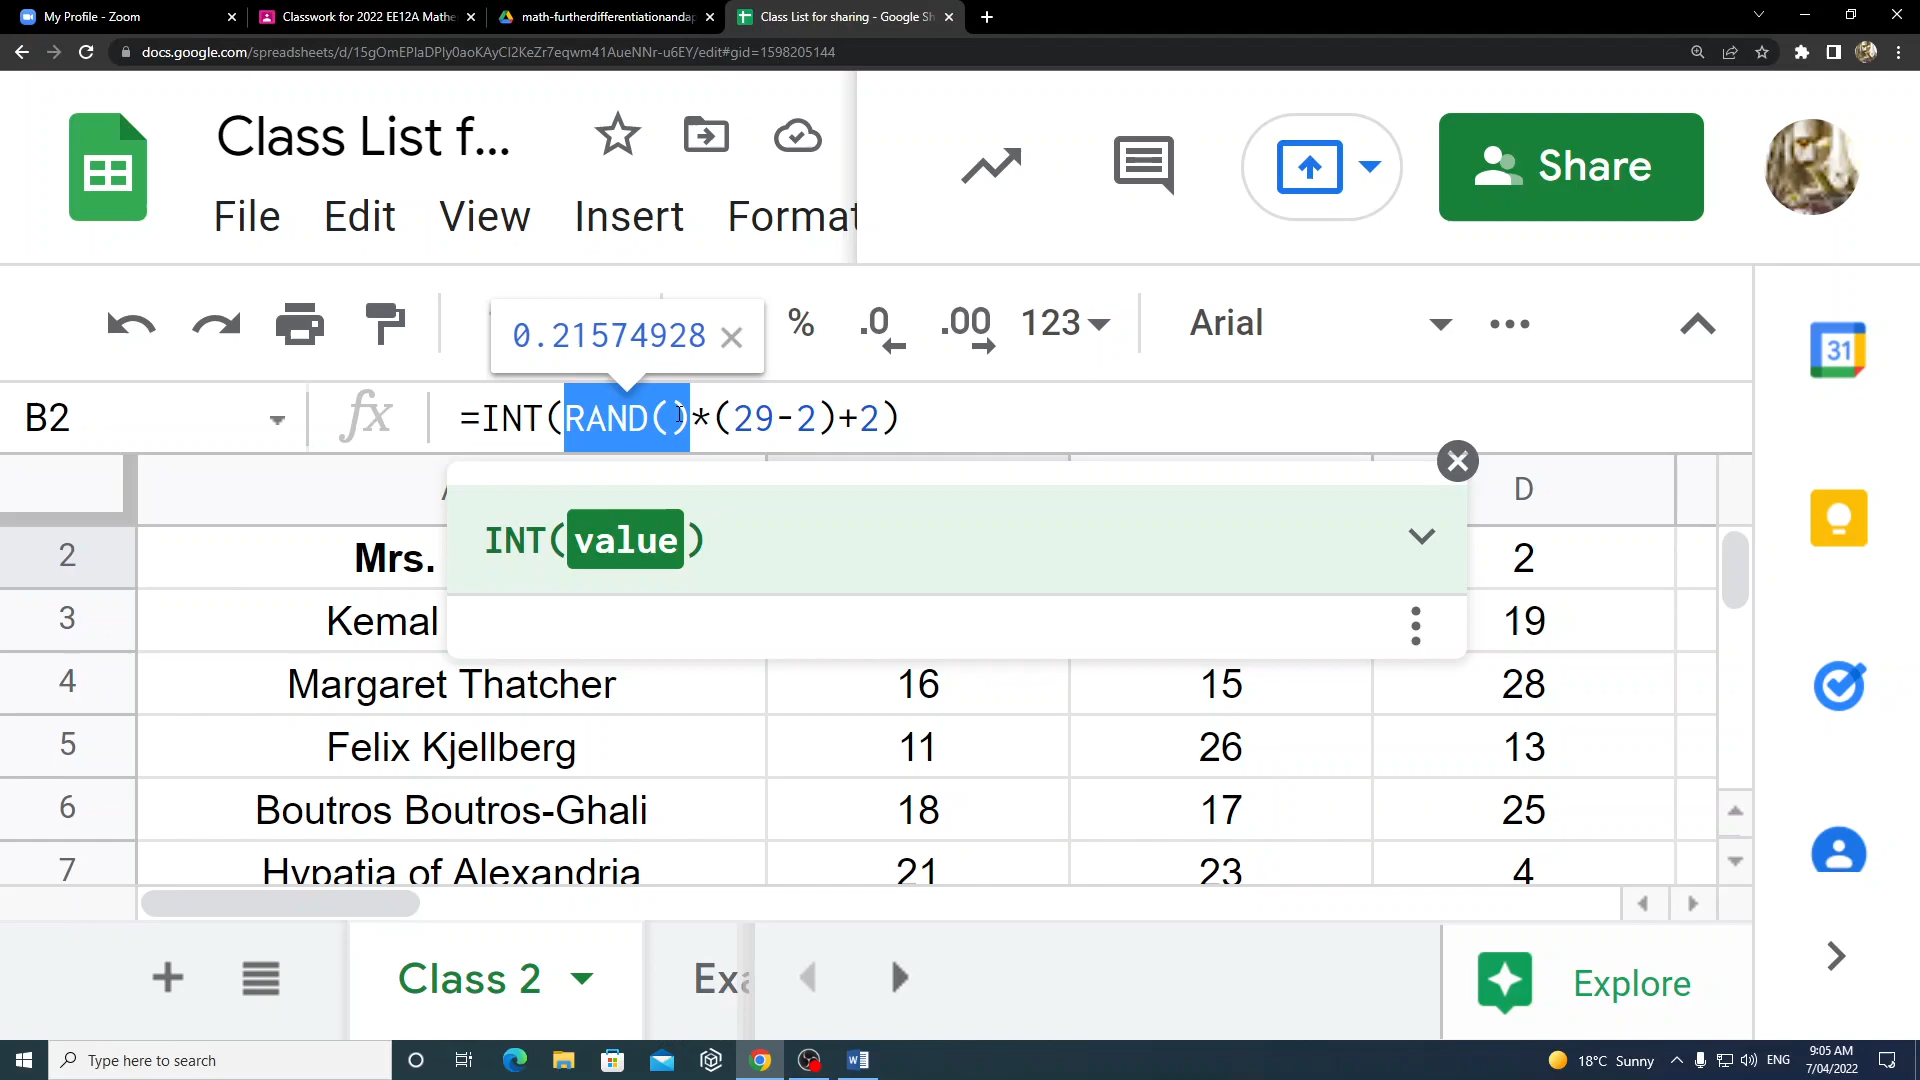 My Profile - Zoom
Classwork for 2022 EE12A Mathe
math-furtherdifferentiationandap
Class List for sharing - Google Sh
docs.google.com/spreadsheets/d/15gOmEPlaDPly0aoKAyCl2KeZr7eqwm41AueNNr-u6EY/edit#gid=1598205144
Class List f...
Share
File Edit View Insert Format
0.21574928
% .0 .00 123 Arial
B2 fx =INT(RAND()*(29-2)+2)
D
INT(value)
2 Mrs. 2
3 Kemal 19
4 Margaret Thatcher 16 15 28
5 Felix Kjellberg 11 26 13
6 Boutros Boutros-Ghali 18 17 25
7 Hypatia of Alexandria 21 23 4
31
Class 2
Exa
Explore
Type here to search
18°C Sunny
ENG
9:05 AM
7/04/2022